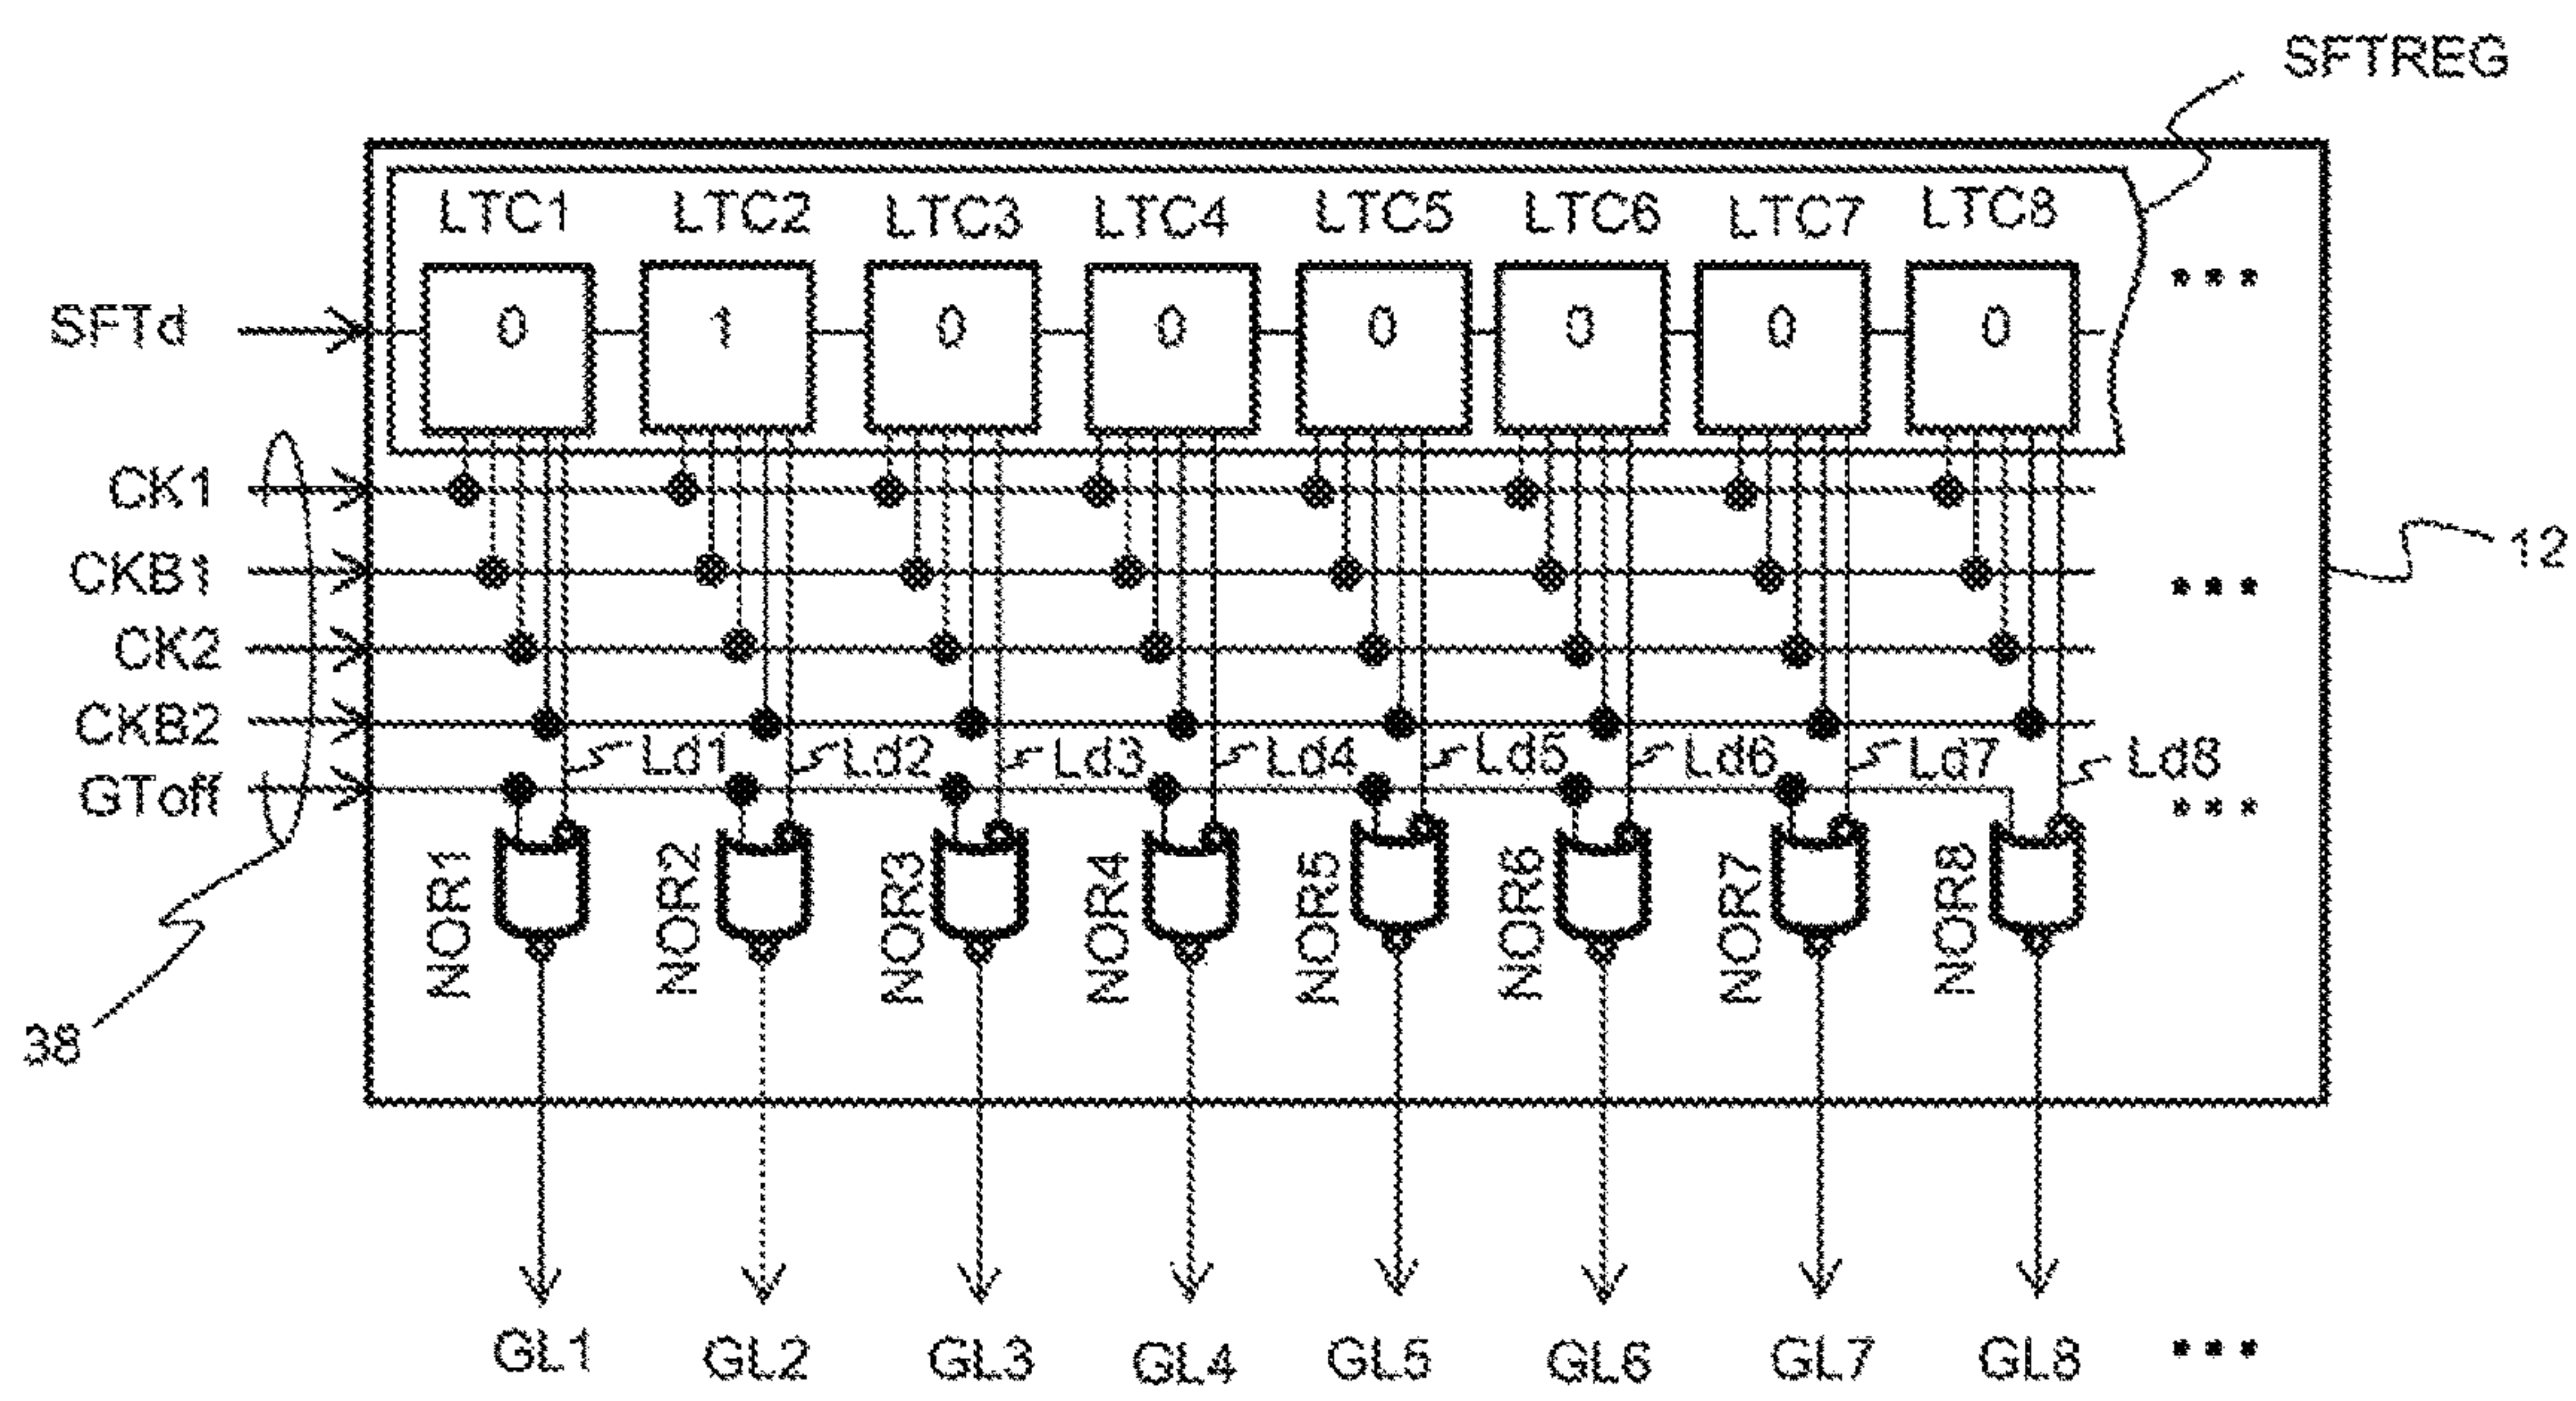 SFTREG
LTC1 LTC2 LTC3 LTC4 LTC5 LTC6 LTC7 LTC8
SFTd 0 1 0 0 0 0 0 0
CK1
CKB1
12
CK2
CKB2
Ld1 Ld2 Ld3 Ld4 Ld5 Ld6 Ld7 Ld8
GToff
NOR1 NOR2 NOR3 NOR4 NOR5 NOR6 NOR7 NOR8
38
GL1 GL2 GL3 GL4 GL5 GL6 GL7 GL8